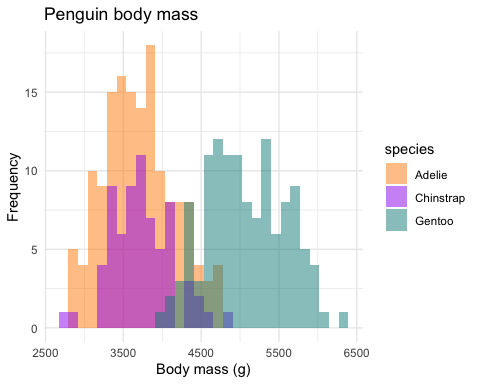 Penguin body mass
Frequency
15
10
5
0
2500 3500 4500 5500 6500
Body mass (g)
species
Adelie
Chinstrap
Gentoo